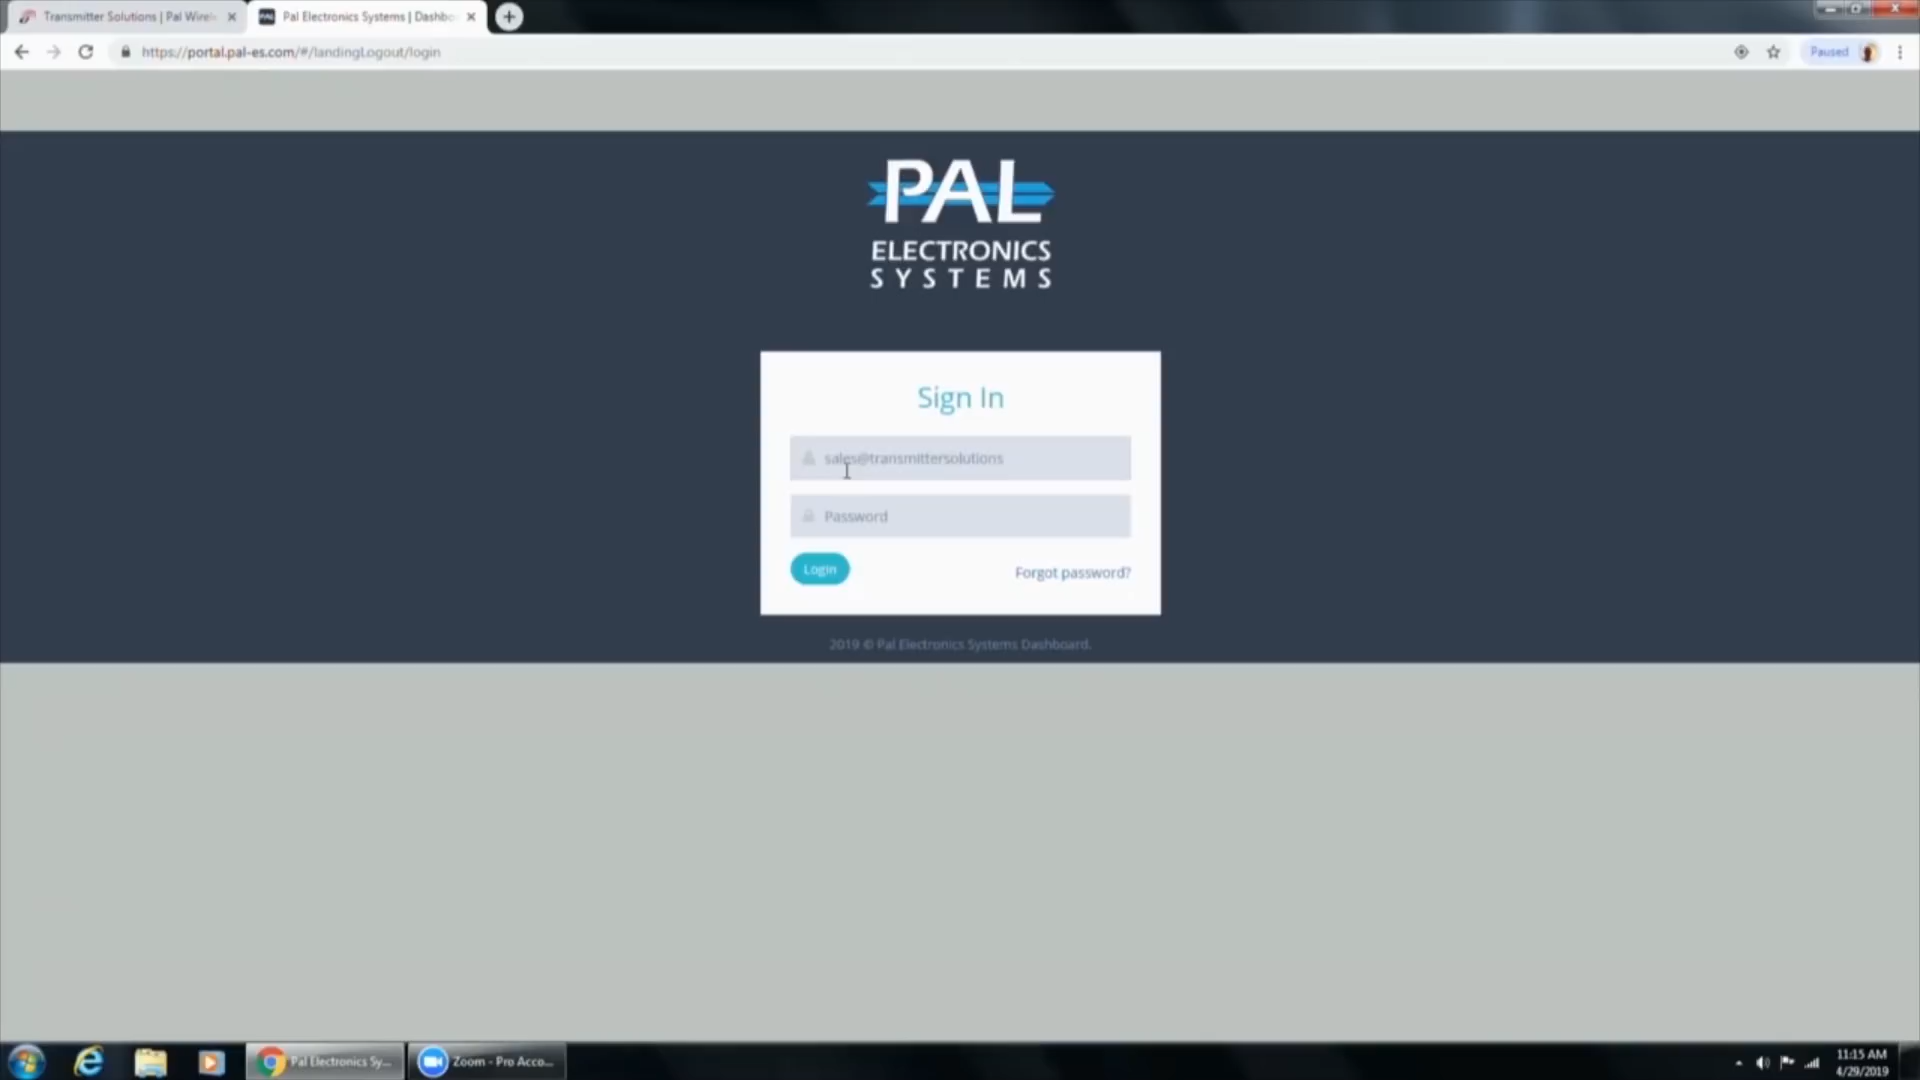 Transmitter Solutions | Pal Wirel
Pal Electronics Systems | Dashbo
https://portal.pal-es.com/#/landingLogout/login
Paused
PAL
ELECTRONICS
SYSTEMS
Sign In
sales@transmittersolutions
Password
Login
Forgot password?
2019 © Pal Electronics Systems Dashboard.
Pal Electronics Sy...
Zoom - Pro Acco...
11:15 AM
4/29/2019